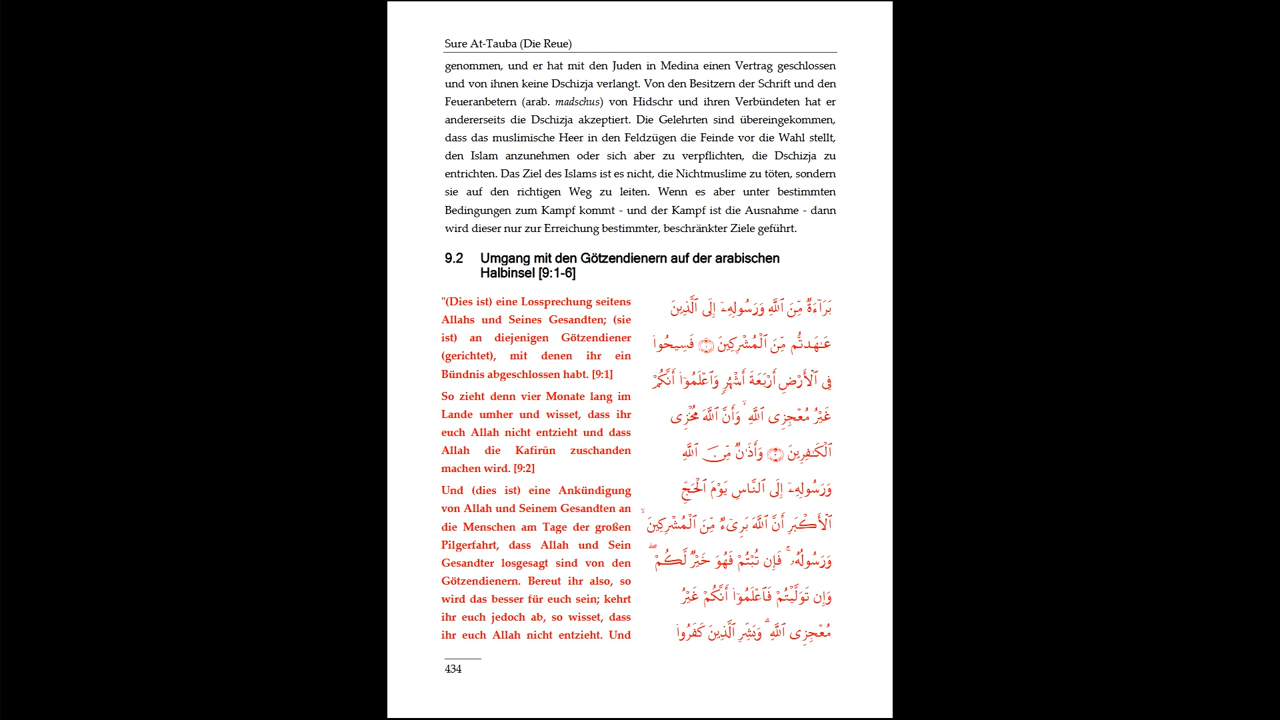 Sure At-Tauba (Die Reue)
genommen, und er hat mit den Juden in Medina einen Vertrag geschlossen
und von ihnen keine Dschizja verlangt. Von den Besitzern der Schrift und den
Feueranbetern (arab. madschus) von Hidschr und ihren Verbündeten hat er
andererseits die Dschizja akzeptiert. Die Gelehrten sind übereingekommen,
dass das muslimische Heer in den Feldzügen die Feinde vor die Wahl stellt,
den Islam anzunehmen oder sich aber zu verpflichten, die Dschizja zu
entrichten. Das Ziel des Islams ist es nicht, die Nichtmuslime zu töten, sondern
sie auf den richtigen Weg zu leiten. Wenn es aber unter bestimmten
Bedingungen zum Kampf kommt - und der Kampf ist die Ausnahme - dann
wird dieser nur zur Erreichung bestimmter, beschränkter Ziele geführt.
9.2 Umgang mit den Götzendienern auf der arabischen
Halbinsel [9:1-6]
"(Dies ist) eine Lossprechung seitens
Allahs und Seines Gesandten; (sie
ist) an diejenigen Götzendiener
(gerichtet), mit denen ihr ein
Bündnis abgeschlossen habt. [9:1]
So zieht denn vier Monate lang im
Lande umher und wisset, dass ihr
euch Allah nicht entzieht und dass
Allah die Kafirūn zuschanden
machen wird. [9:2]
Und (dies ist) eine Ankündigung
von Allah und Seinem Gesandten an
die Menschen am Tage der großen
Pilgerfahrt, dass Allah und Sein
Gesandter losgesagt sind von den
Götzendienern. Bereut ihr also, so
wird das besser für euch sein; kehrt
ihr euch jedoch ab, so wisset, dass
ihr euch Allah nicht entzieht. Und
بَرَآءَةٌ مِّنَ ٱللَّهِ وَرَسُولِهِۦٓ إِلَى ٱلَّذِينَ
عَـٰهَدتُّم مِّنَ ٱلْمُشْرِكِينَ ۝١ فَسِيحُوا۟
فِى ٱلْأَرْضِ أَرْبَعَةَ أَشْهُرٍ وَٱعْلَمُوٓا۟ أَنَّكُمْ
غَيْرُ مُعْجِزِى ٱللَّهِ ۙ وَأَنَّ ٱللَّهَ مُخْزِى
ٱلْكَـٰفِرِينَ ۝٢ وَأَذَٰنٌ مِّنَ ٱللَّهِ
وَرَسُولِهِۦٓ إِلَى ٱلنَّاسِ يَوْمَ ٱلْحَجِّ
ٱلْأَكْبَرِ أَنَّ ٱللَّهَ بَرِىٓءٌ مِّنَ ٱلْمُشْرِكِينَ ۙ
وَرَسُولُهُۥ ۚ فَإِن تُبْتُمْ فَهُوَ خَيْرٌ لَّكُمْ ۖ
وَإِن تَوَلَّيْتُمْ فَٱعْلَمُوٓا۟ أَنَّكُمْ غَيْرُ
مُعْجِزِى ٱللَّهِ ۗ وَبَشِّرِ ٱلَّذِينَ كَفَرُوا۟
434